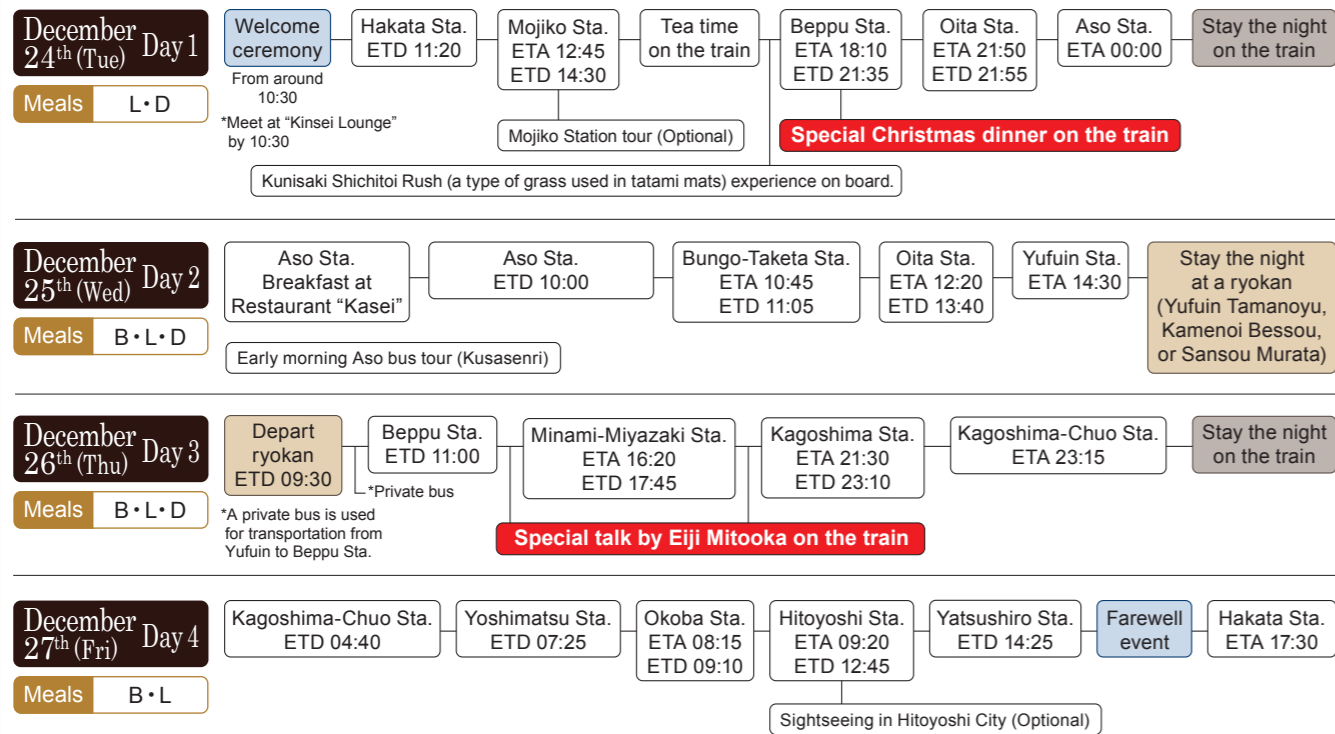 December
24th (Tue) Day 1
Meals L・D
Welcome
ceremony
From around
10:30
*Meet at “Kinsei Lounge”
by 10:30
Hakata Sta.
ETD 11:20
Mojiko Sta.
ETA 12:45
ETD 14:30
Mojiko Station tour (Optional)
Tea time
on the train
Kunisaki Shichitoi Rush (a type of grass used in tatami mats) experience on board.
Beppu Sta.
ETA 18:10
ETD 21:35
Special Christmas dinner on the train
Oita Sta.
ETA 21:50
ETD 21:55
Aso Sta.
ETA 00:00
Stay the night
on the train
December
25th (Wed) Day 2
Meals B・L・D
Aso Sta.
Breakfast at
Restaurant “Kasei”
Early morning Aso bus tour (Kusasenri)
Aso Sta.
ETD 10:00
Bungo-Taketa Sta.
ETA 10:45
ETD 11:05
Oita Sta.
ETA 12:20
ETD 13:40
Yufuin Sta.
ETA 14:30
Stay the night
at a ryokan
(Yufuin Tamanoyu,
Kamenoi Bessou,
or Sansou Murata)
December
26th (Thu) Day 3
Meals B・L・D
Depart
ryokan
ETD 09:30
*A private bus is used
for transportation from
Yufuin to Beppu Sta.
*Private bus
Beppu Sta.
ETD 11:00
Minami-Miyazaki Sta.
ETA 16:20
ETD 17:45
Special talk by Eiji Mitooka on the train
Kagoshima Sta.
ETA 21:30
ETD 23:10
Kagoshima-Chuo Sta.
ETA 23:15
Stay the night
on the train
December
27th (Fri) Day 4
Meals B・L
Kagoshima-Chuo Sta.
ETD 04:40
Yoshimatsu Sta.
ETD 07:25
Okoba Sta.
ETA 08:15
ETD 09:10
Hitoyoshi Sta.
ETA 09:20
ETD 12:45
Sightseeing in Hitoyoshi City (Optional)
Yatsushiro Sta.
ETD 14:25
Farewell
event
Hakata Sta.
ETA 17:30